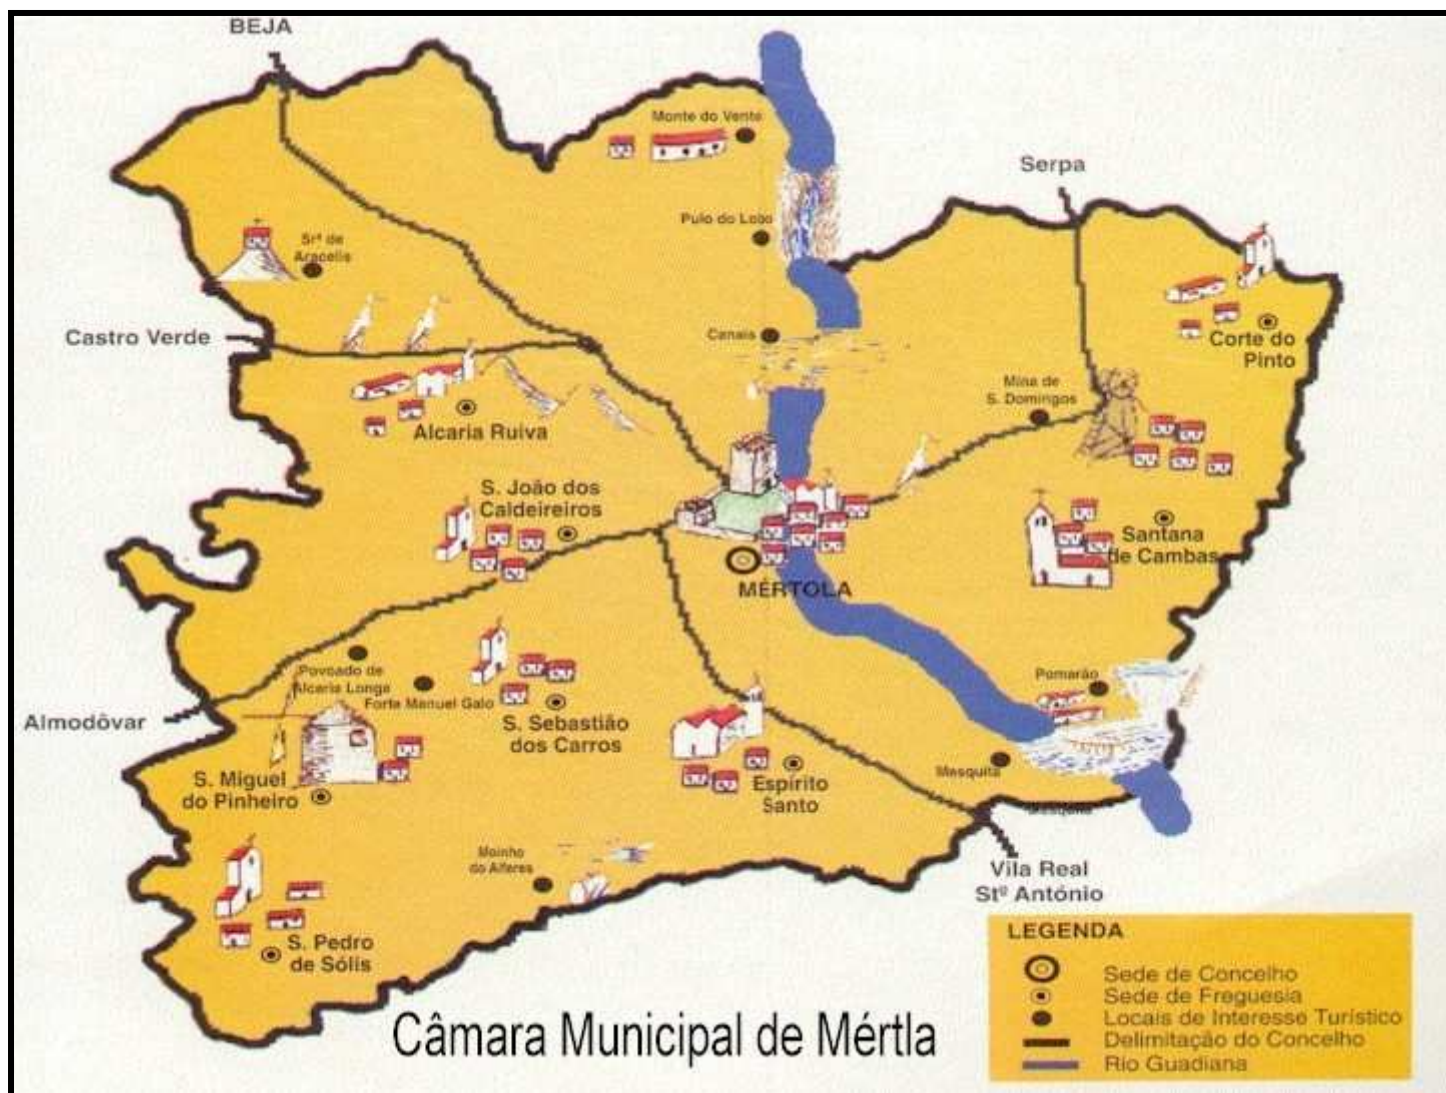 BEJA
Monte do Vento
Serpa
Pulo do Lobo
Srª de
Aracelis
Castro Verde
Canais
Corte do
Pinto
Mina de
S. Domingos
Alcaria Ruiva
S. João dos
Caldeireiros
Santana
de Cambas
MÉRTOLA
Povoado de
Alcaria Longa
Forte Manuel Galo
Pomarão
Almodôvar
S. Sebastião
dos Carros
S. Miguel
do Pinheiro
Mesquita
Espírito
Santo
Mesquita
Moinho
do Alferes
Vila Real
Stº António
S. Pedro
de Sólis
LEGENDA
Sede de Concelho
Sede de Freguesia
Locais de Interesse Turístico
Delimitação do Concelho
Rio Guadiana
Câmara Municipal de Mértla